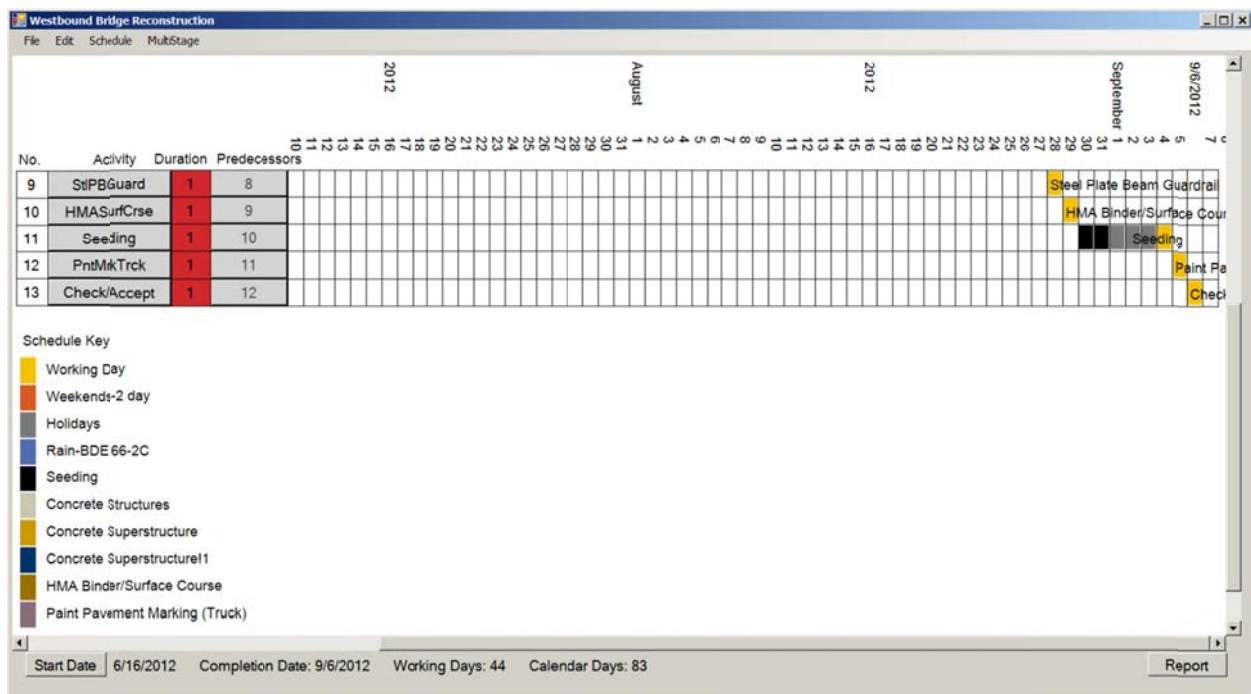 Westbound Bridge Reconstruction
File Edit Schedule MultiStage
2012 August 2012 September 9/6/2012
10 11 12 13 14 15 16 17 18 19 20 21 22 23 24 25 26 27 28 29 30 31 1 2 3 4 5 6 7 8 9 10 11 12 13 14 15 16 17 18 19 20 21 22 23 24 25 26 27 28 29 30 31 1 2 3 4 5 7
No. Activity Duration Predecessors
9 StlPBGuard 1 8 Steel Plate Beam Guardrail
10 HMASurfCrse 1 9 HMA Binder/Surface Cour
11 Seeding 1 10 Seeding
12 PntMrkTrck 1 11 Paint Pa
13 Check/Accept 1 12 Check
Schedule Key
Working Day
Weekends-2 day
Holidays
Rain-BDE 66-2C
Seeding
Concrete Structures
Concrete Superstructure
Concrete Superstructure!1
HMA Binder/Surface Course
Paint Pavement Marking (Truck)
Start Date 6/16/2012 Completion Date: 9/6/2012 Working Days: 44 Calendar Days: 83 Report